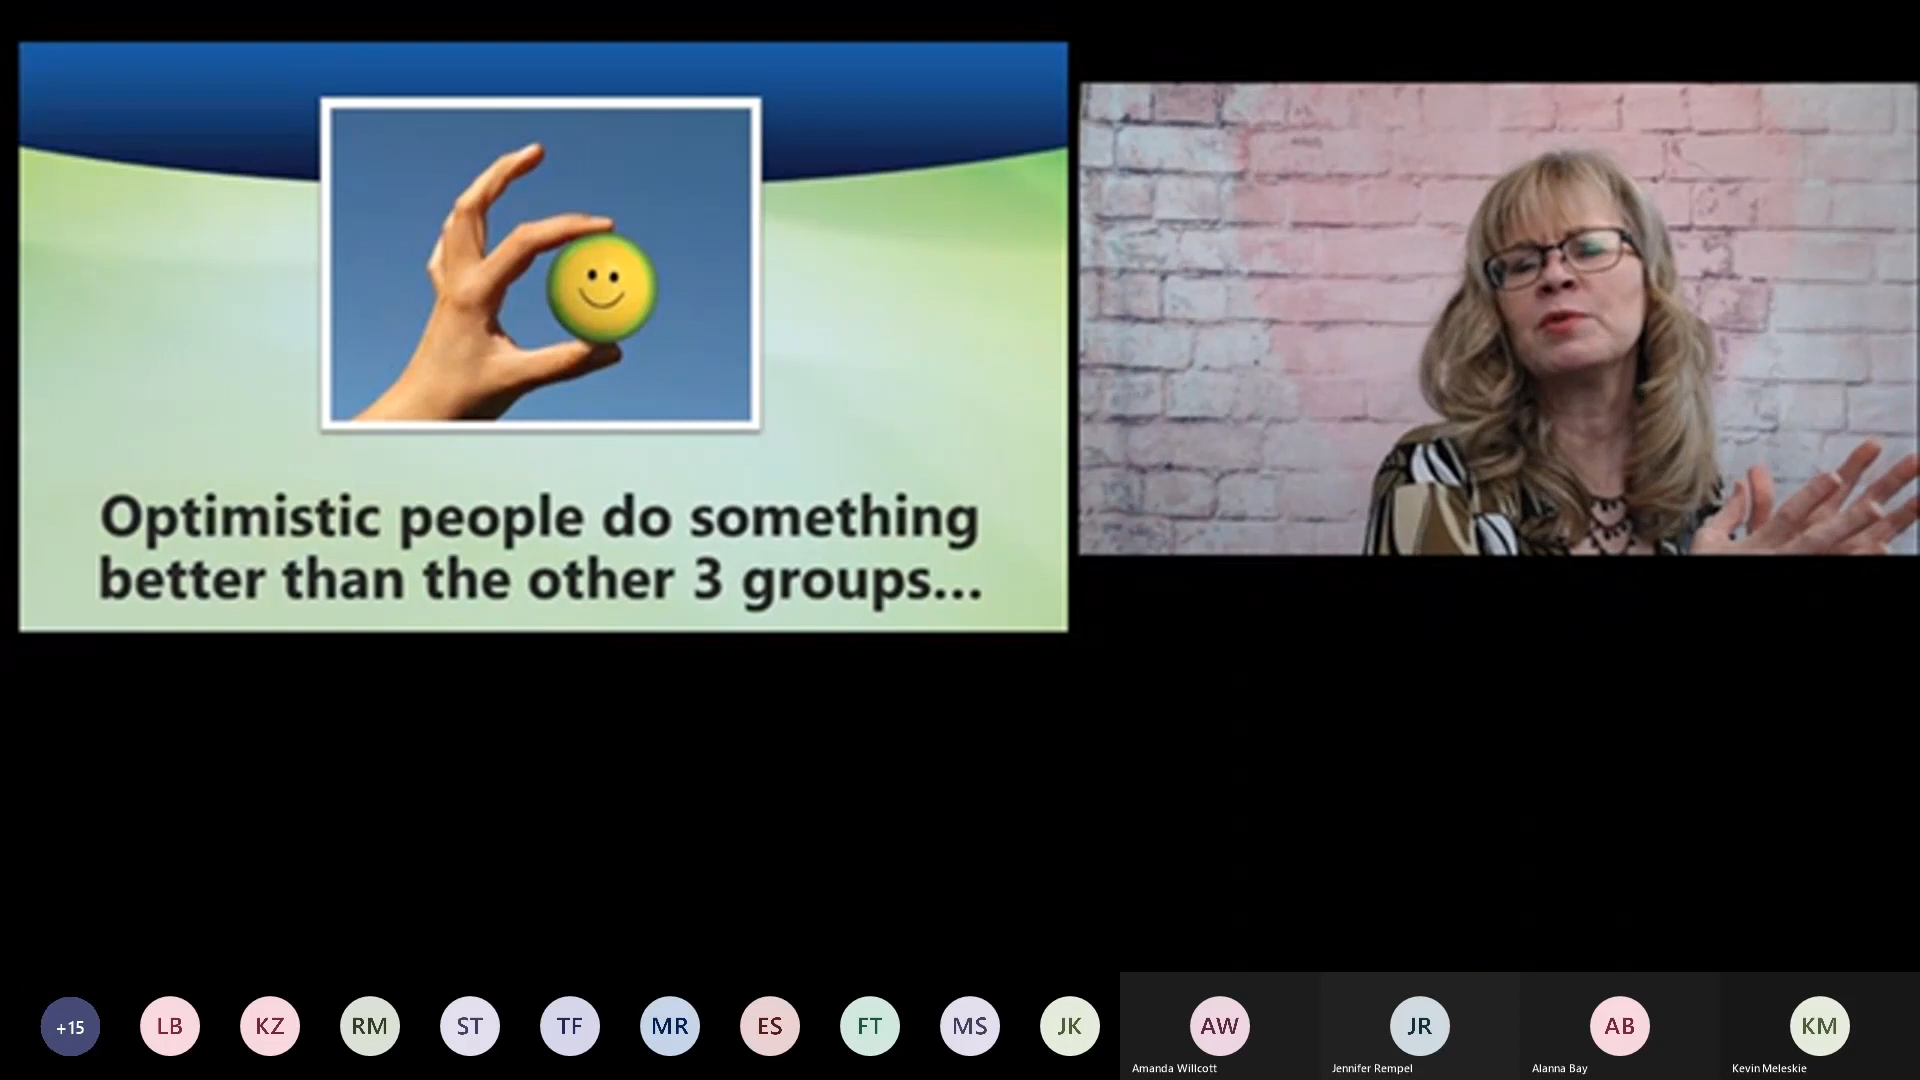 Optimistic people do something
better than the other 3 groups...
+15
LB
KZ
RM
ST
TF
MR
ES
FT
MS
JK
AW
JR
AB
KM
Amanda Willcott
Jennifer Rempel
Alanna Bay
Kevin Meleskie